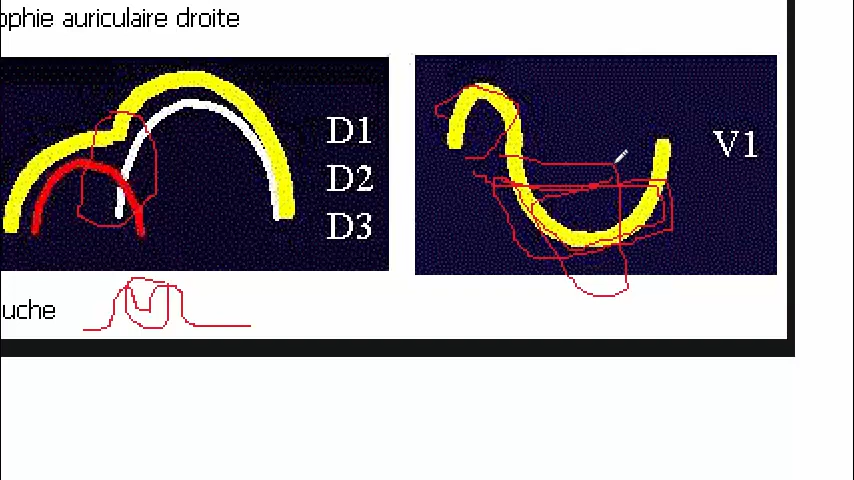 ophie auriculaire droite
D1
D2
D3
V1
uche